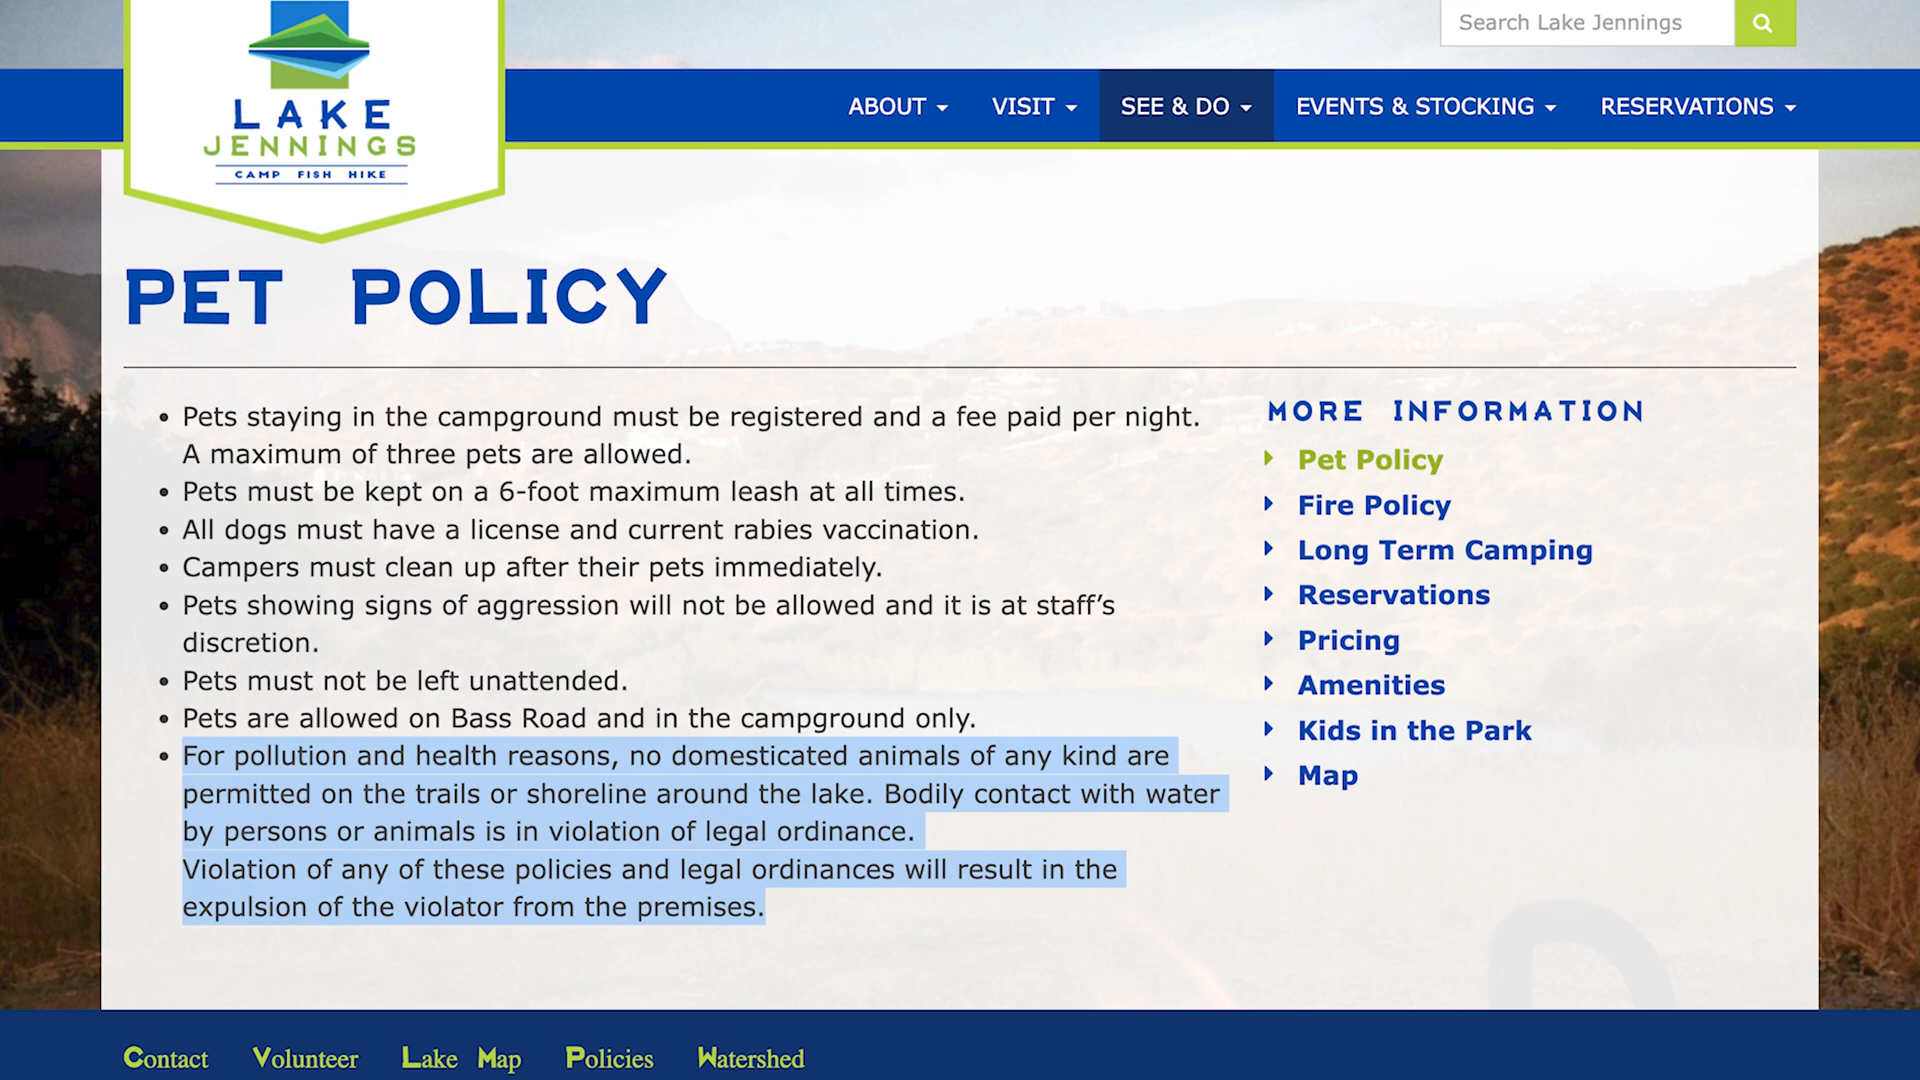 Search Lake Jennings
LAKE
JENNINGS
CAMP FISH HIKE
ABOUT
VISIT
SEE & DO
EVENTS & STOCKING
RESERVATIONS
PET POLICY
Pets staying in the campground must be registered and a fee paid per night.
A maximum of three pets are allowed.
Pets must be kept on a 6-foot maximum leash at all times.
All dogs must have a license and current rabies vaccination.
Campers must clean up after their pets immediately.
Pets showing signs of aggression will not be allowed and it is at staff’s
discretion.
Pets must not be left unattended.
Pets are allowed on Bass Road and in the campground only.
For pollution and health reasons, no domesticated animals of any kind are
permitted on the trails or shoreline around the lake. Bodily contact with water
by persons or animals is in violation of legal ordinance.
Violation of any of these policies and legal ordinances will result in the
expulsion of the violator from the premises.
MORE INFORMATION
Pet Policy
Fire Policy
Long Term Camping
Reservations
Pricing
Amenities
Kids in the Park
Map
Contact
Volunteer
Lake Map
Policies
Watershed